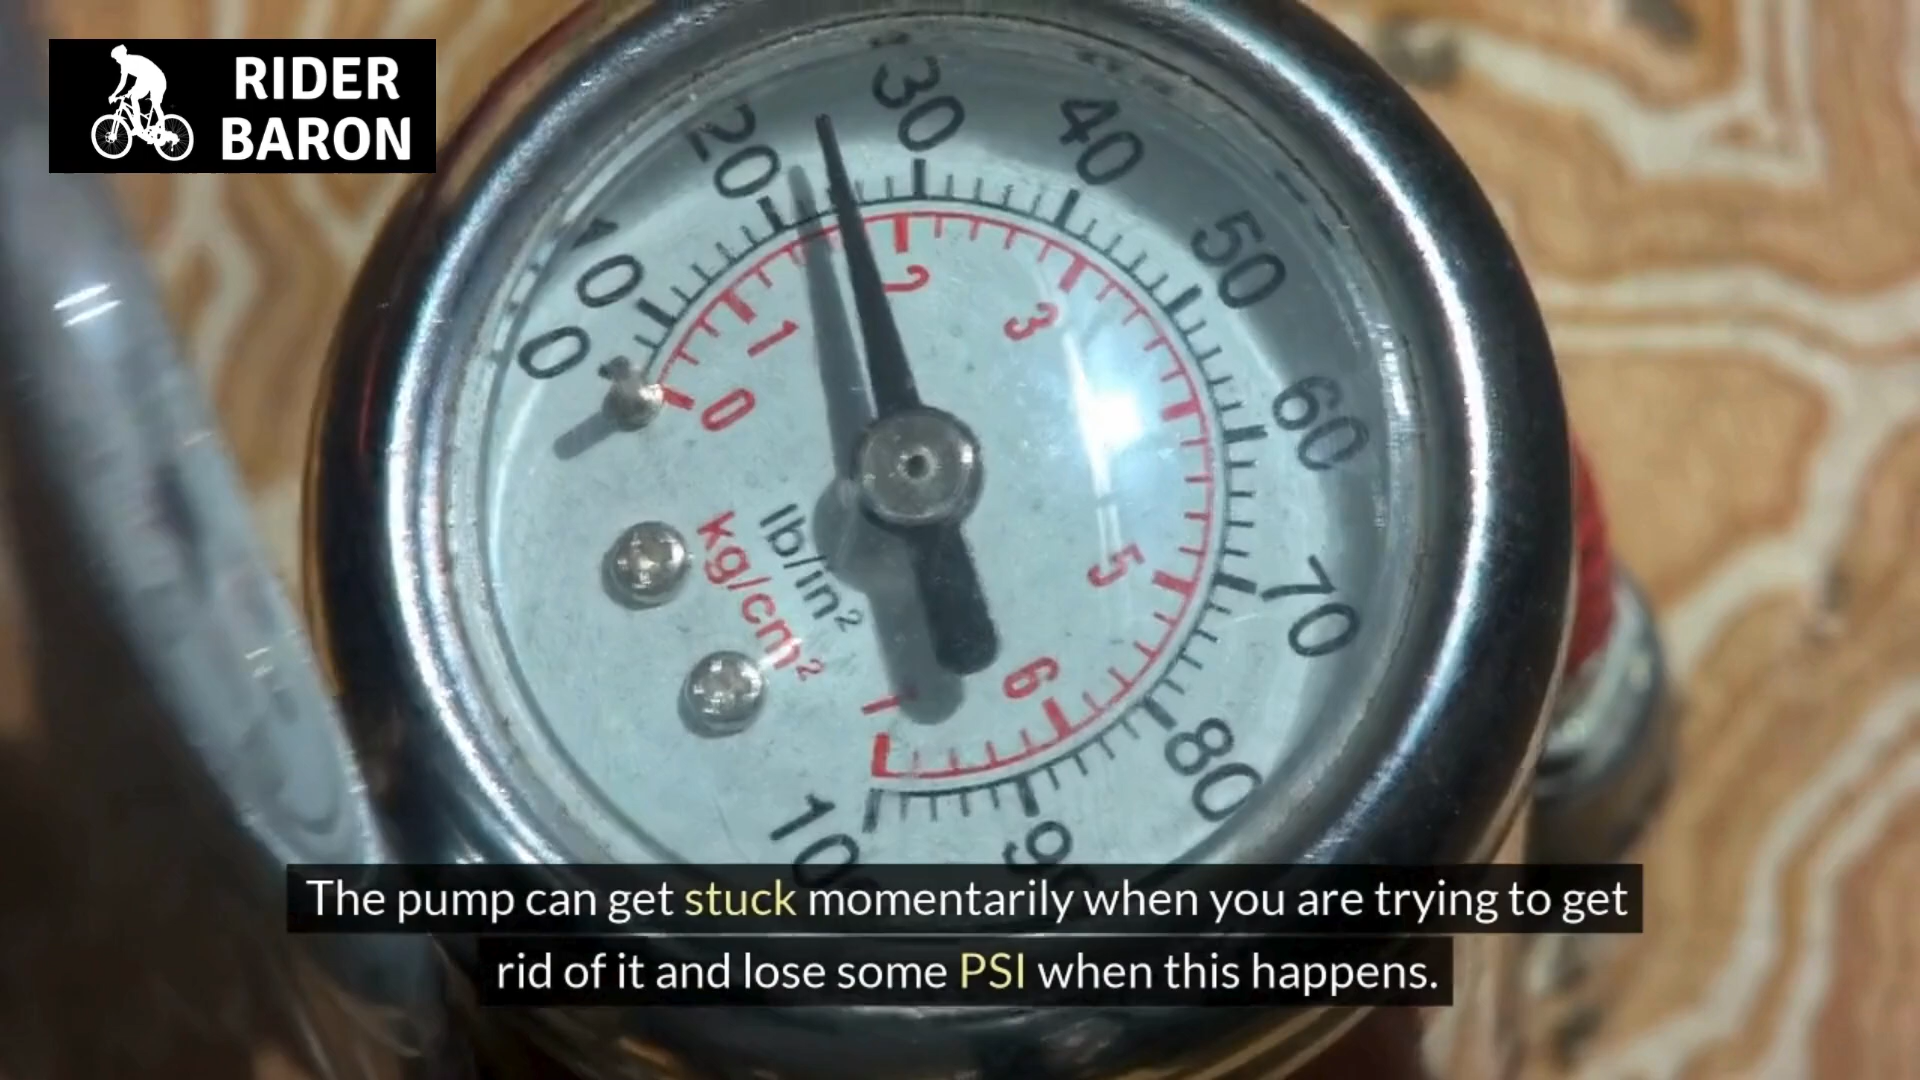 RIDER
BARON
0
10
20
30
40
50
60
70
80
0
1
2
3
5
6
lb/in²
kg/cm²
The pump can get stuck momentarily when you are trying to get
rid of it and lose some PSI when this happens.